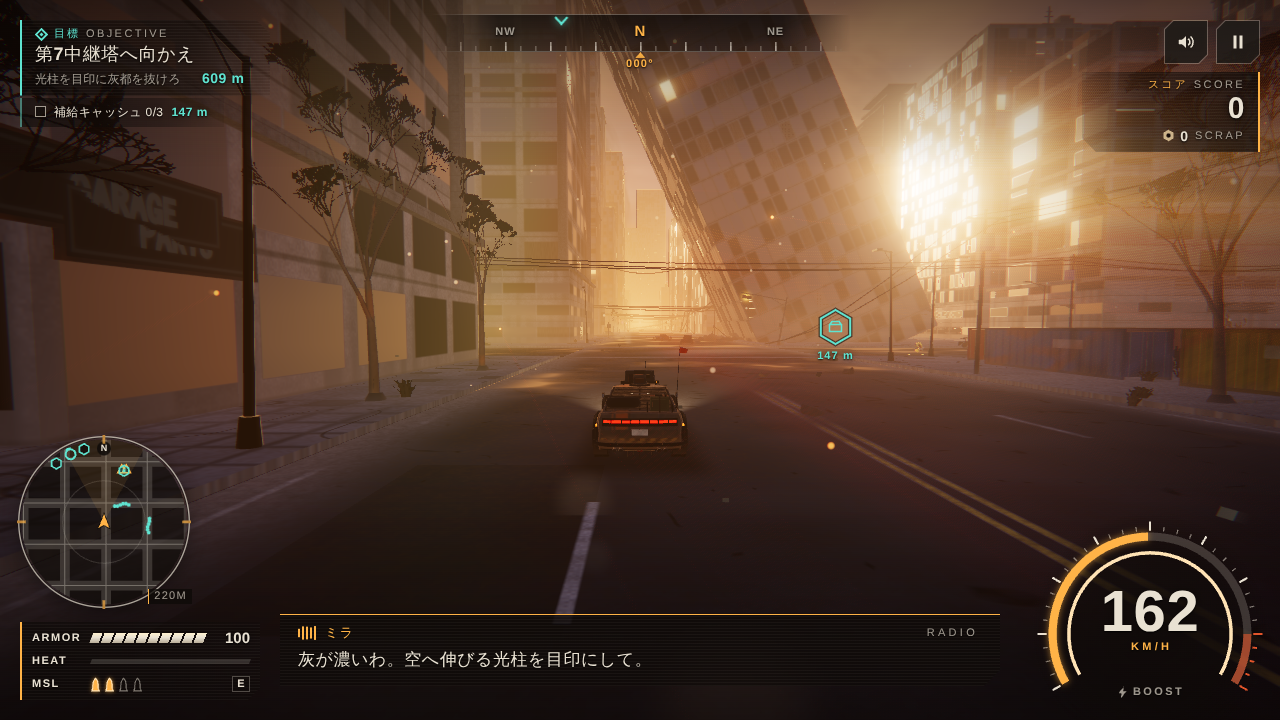 目標 OBJECTIVE
第7中継塔へ向かえ
光柱を目印に灰都を抜けろ 609 m
補給キャッシュ 0/3 147 m
NW N NE
000°
スコア SCORE
0
0 SCRAP
GARAGE
PARTS
147 m
N
220M
ARMOR 100
HEAT
MSL E
ミラ RADIO
灰が濃いわ。空へ伸びる光柱を目印にして。
162
KM/H
BOOST